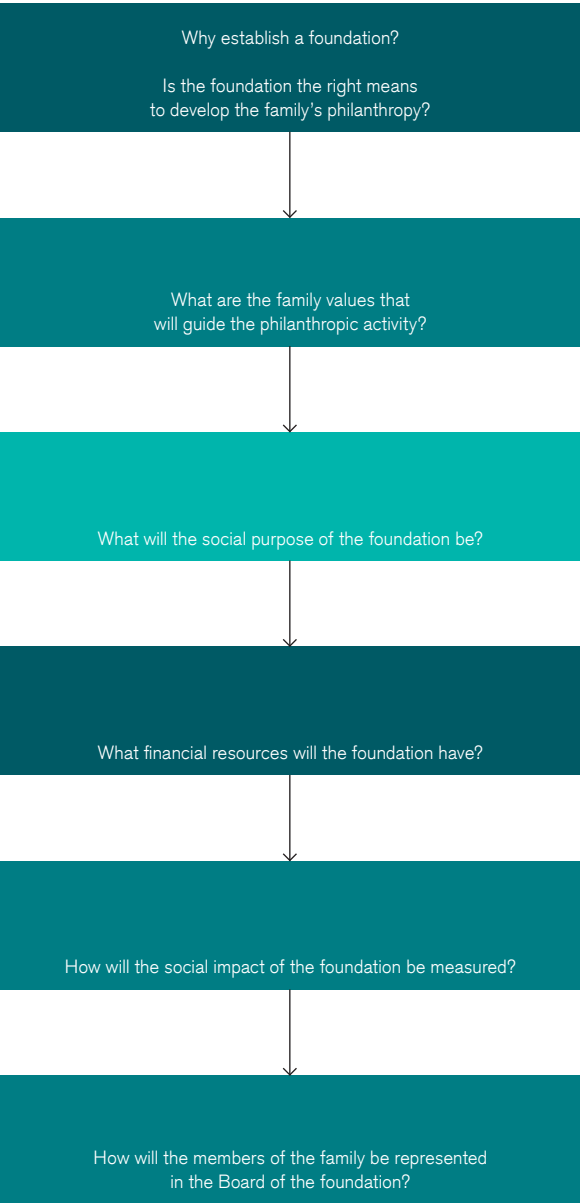 Why establish a foundation?
Is the foundation the right means
to develop the family's philanthropy?
What are the family values that
will guide the philanthropic activity?
What will the social purpose of the foundation be?
What financial resources will the foundation have?
How will the social impact of the foundation be measured?
How will the members of the family be represented
in the Board of the foundation?